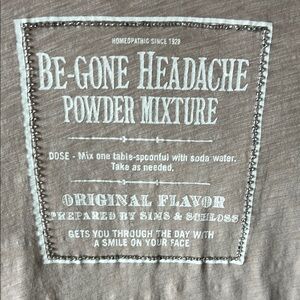 HOMEOPATHIC SINCE 1929
BE-GONE HEADACHE
POWDER MIXTURE
DOSE - Mix one table-spoonful with soda water.
Take as needed.
ORIGINAL FLAVOR
PREPARED BY SIMS & SCHLOSS
GETS YOU THROUGH THE DAY WITH
A SMILE ON YOUR FACE